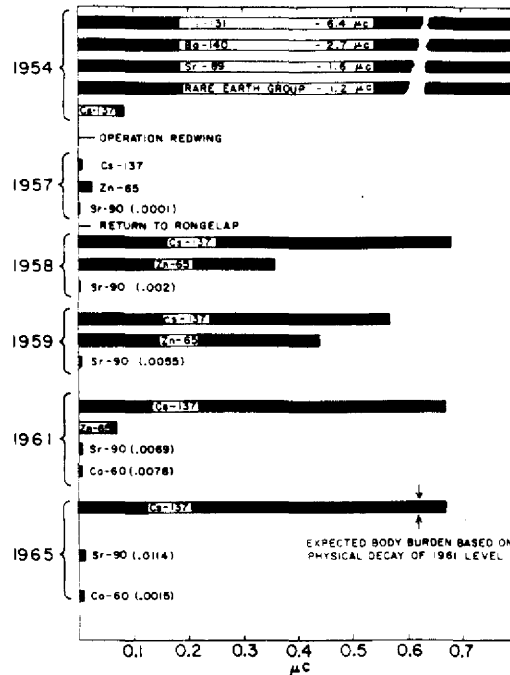 1954
131 - 6.4 μc
Ba-140 - 2.7 μc
Sr-89 - 1.6 μc
RARE EARTH GROUP - 1.2 μc
Cs-137
OPERATION REDWING
1957
Cs-137
Zn-65
Sr-90 (.0001)
RETURN TO RONGELAP
1958
Cs-137
Zn-65
Sr-90 (.002)
1959
Cs-137
Zn-65
Sr-90 (.0055)
1961
Cs-137
Zn-65
Sr-90 (.0069)
Co-60 (.0078)
1965
Cs-137
EXPECTED BODY BURDEN BASED ON
PHYSICAL DECAY OF 1961 LEVEL
Sr-90 (.0114)
Co-60 (.0015)
0.1 0.2 0.3 0.4 0.5 0.6 0.7
μc